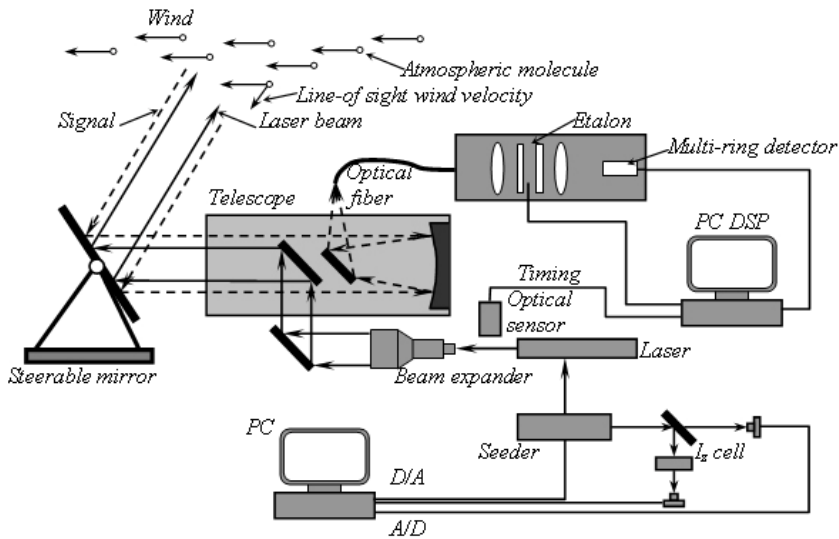 Wind
Atmospheric molecule
Line-of sight wind velocity
Signal
Laser beam
Etalon
Multi-ring detector
Optical
fiber
Telescope
PC DSP
Timing
Optical
sensor
Steerable mirror
Beam expander
Laser
PC
Seeder
I₂ cell
D/A
A/D